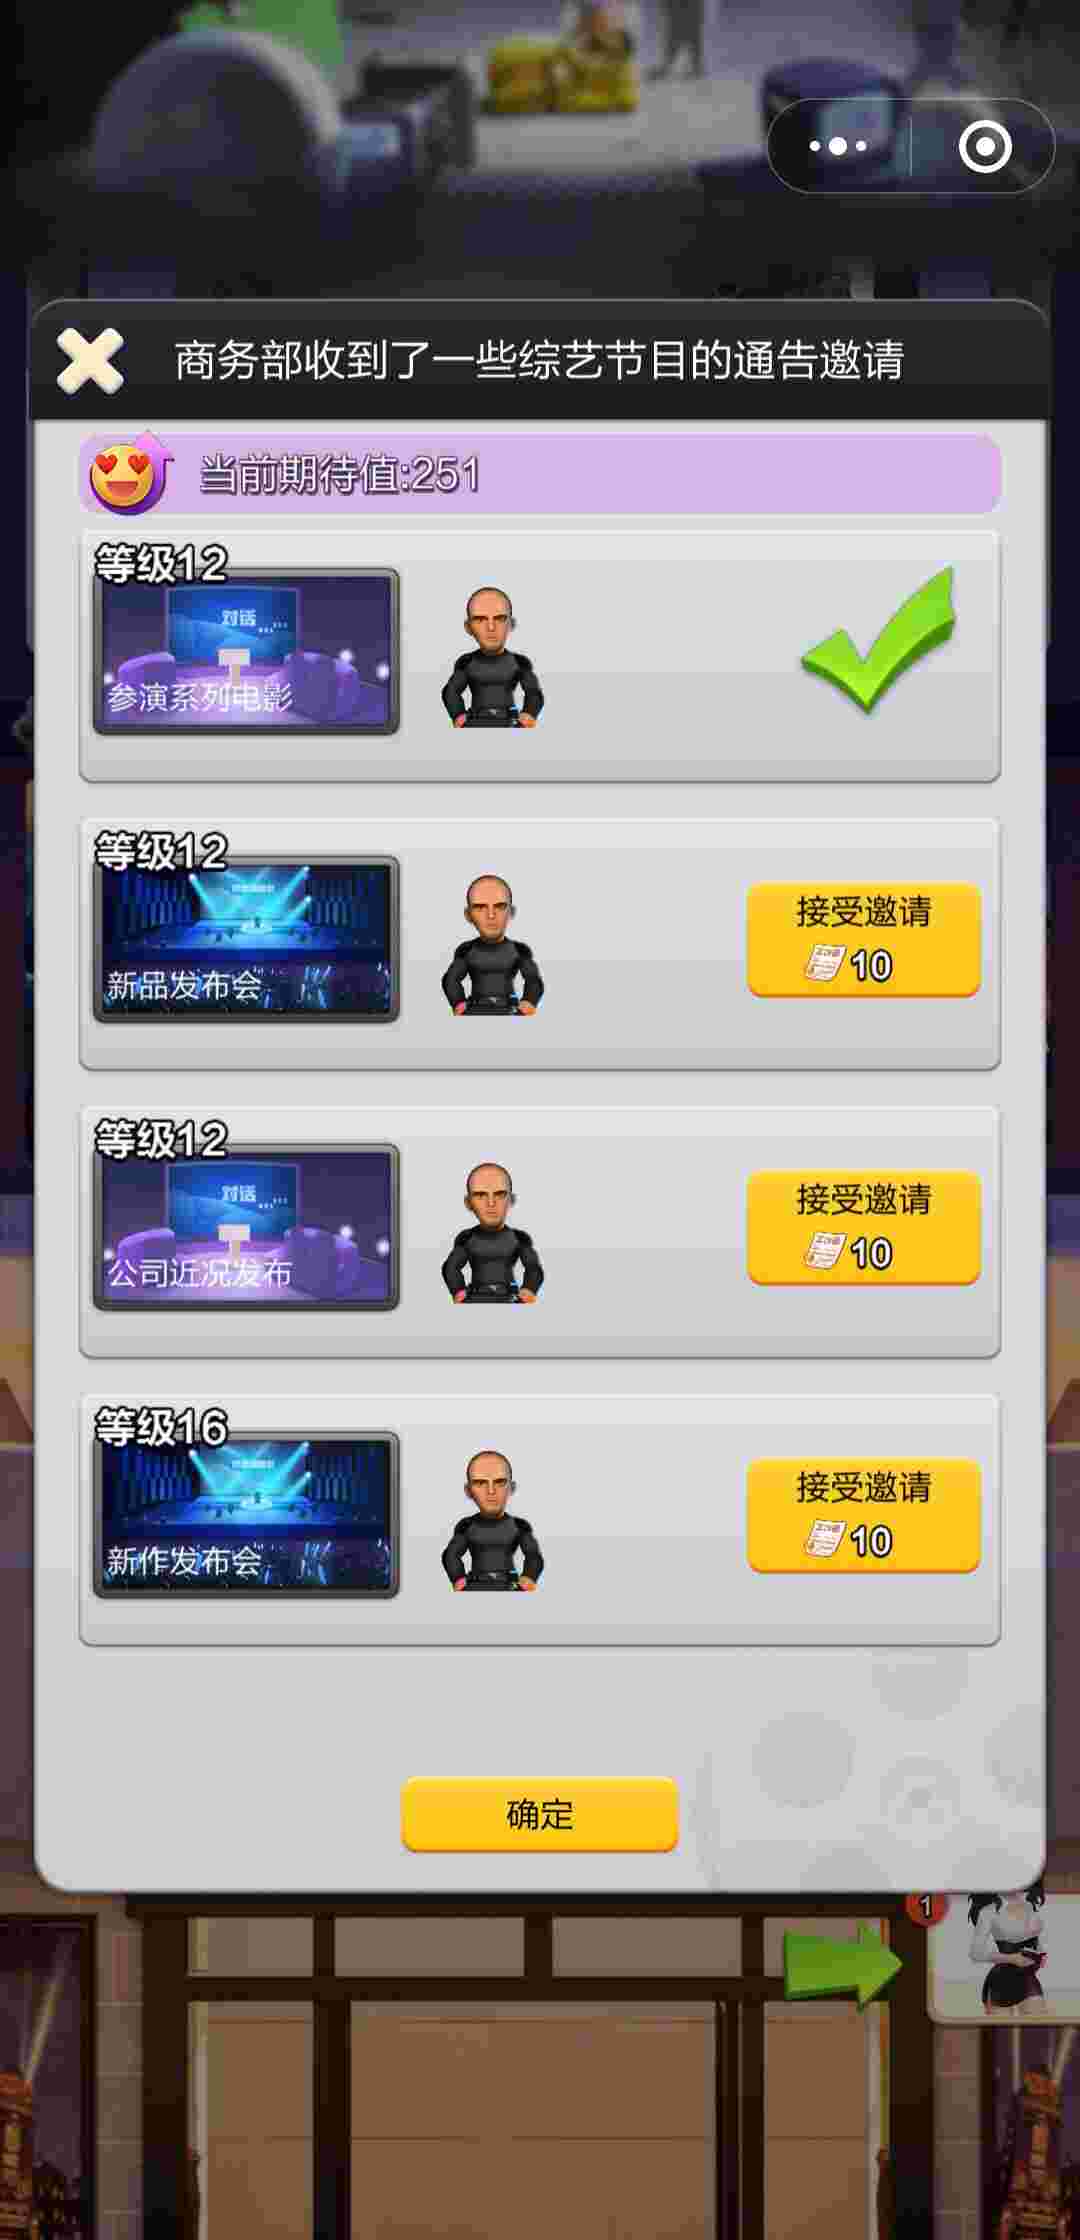 商务部收到了一些综艺节目的通告邀请
当前期待值:251
等级12
对话
参演系列电影
等级12
新品发布会
接受邀请
10
等级12
对话
公司近况发布
接受邀请
10
等级16
新作发布会
接受邀请
10
确定
1